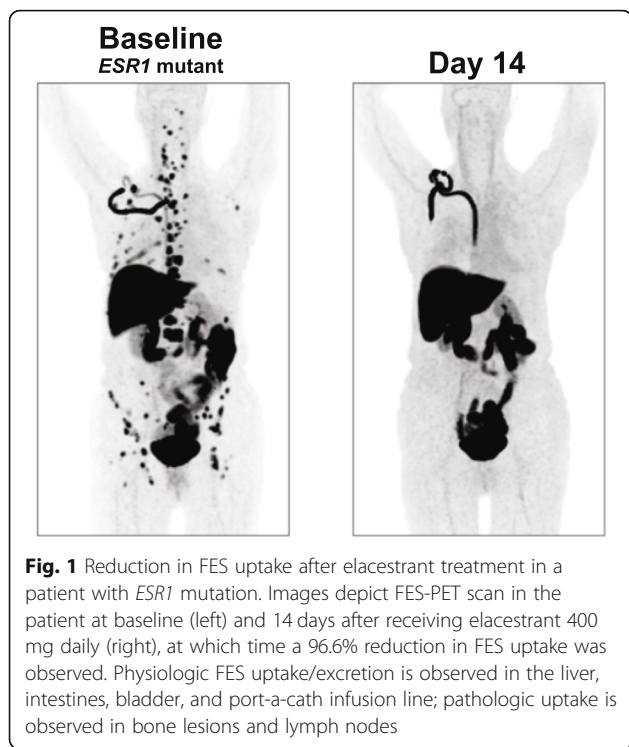 Baseline
ESR1 mutant
Day 14
Fig. 1 Reduction in FES uptake after elacestrant treatment in a
patient with ESR1 mutation. Images depict FES-PET scan in the
patient at baseline (left) and 14 days after receiving elacestrant 400
mg daily (right), at which time a 96.6% reduction in FES uptake was
observed. Physiologic FES uptake/excretion is observed in the liver,
intestines, bladder, and port-a-cath infusion line; pathologic uptake is
observed in bone lesions and lymph nodes